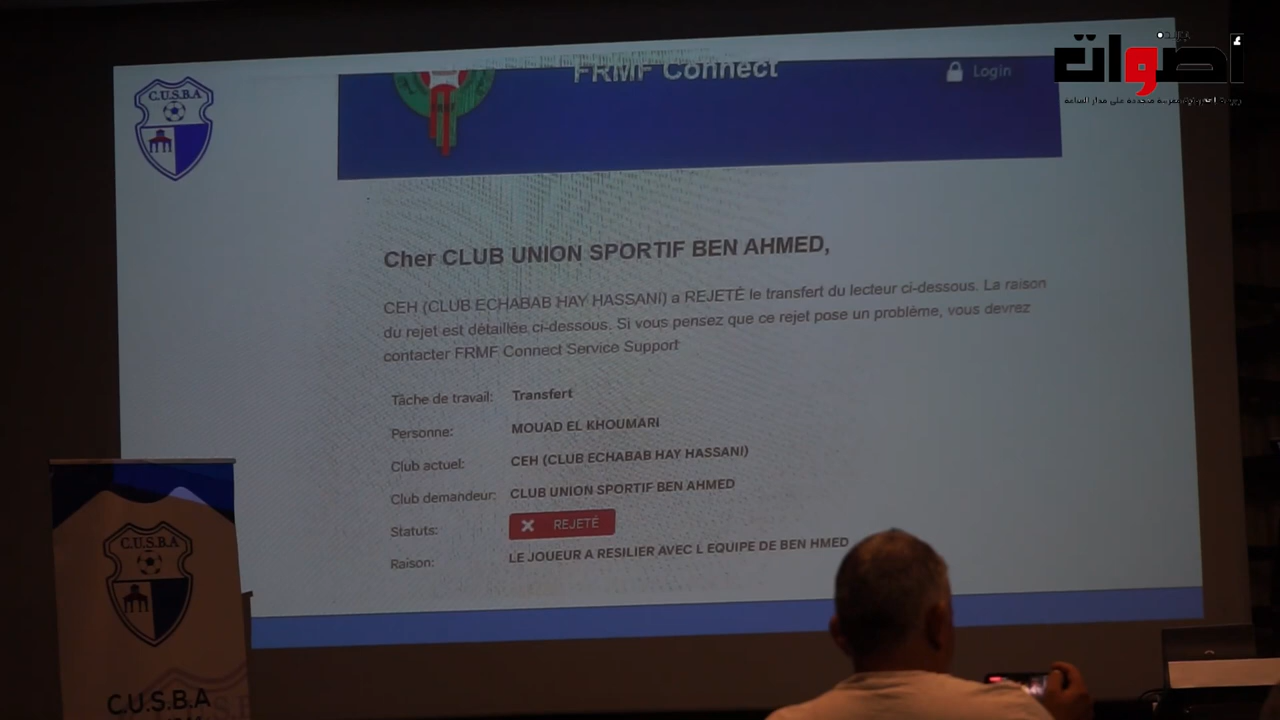 أصوات
C.U.S.B.A
FRMF Connect
Login
Cher CLUB UNION SPORTIF BEN AHMED,
CEH (CLUB ECHABAB HAY HASSANI) a REJETÉ le transfert du lecteur ci-dessous. La raison
du rejet est détaillée ci-dessous. Si vous pensez que ce rejet pose un problème, vous devrez
contacter FRMF Connect Service Support
Tâche de travail: Transfert
Personne: MOUAD EL KHOUMARI
Club actuel: CEH (CLUB ECHABAB HAY HASSANI)
Club demandeur: CLUB UNION SPORTIF BEN AHMED
Statuts: REJETÉ
Raison: LE JOUEUR A RESILIER AVEC L EQUIPE DE BEN HMED
C.U.S.B.A
C.U.S.B.A